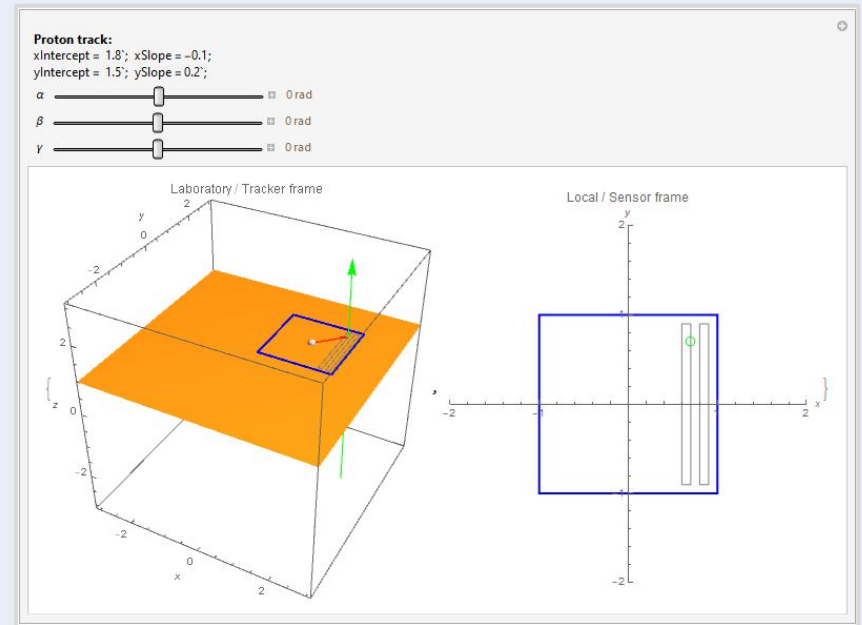 Proton track:
xIntercept = 1.8`; xSlope = −0.1;
yIntercept = 1.5`; ySlope = 0.2`;
α 0 rad
β 0 rad
γ 0 rad
Laboratory / Tracker frame
y
2
0
−2
2
z 0
−2
−2
0
x
2
{ , }
Local / Sensor frame
y
2
1
−2 −1 1 2 x
−1
−2